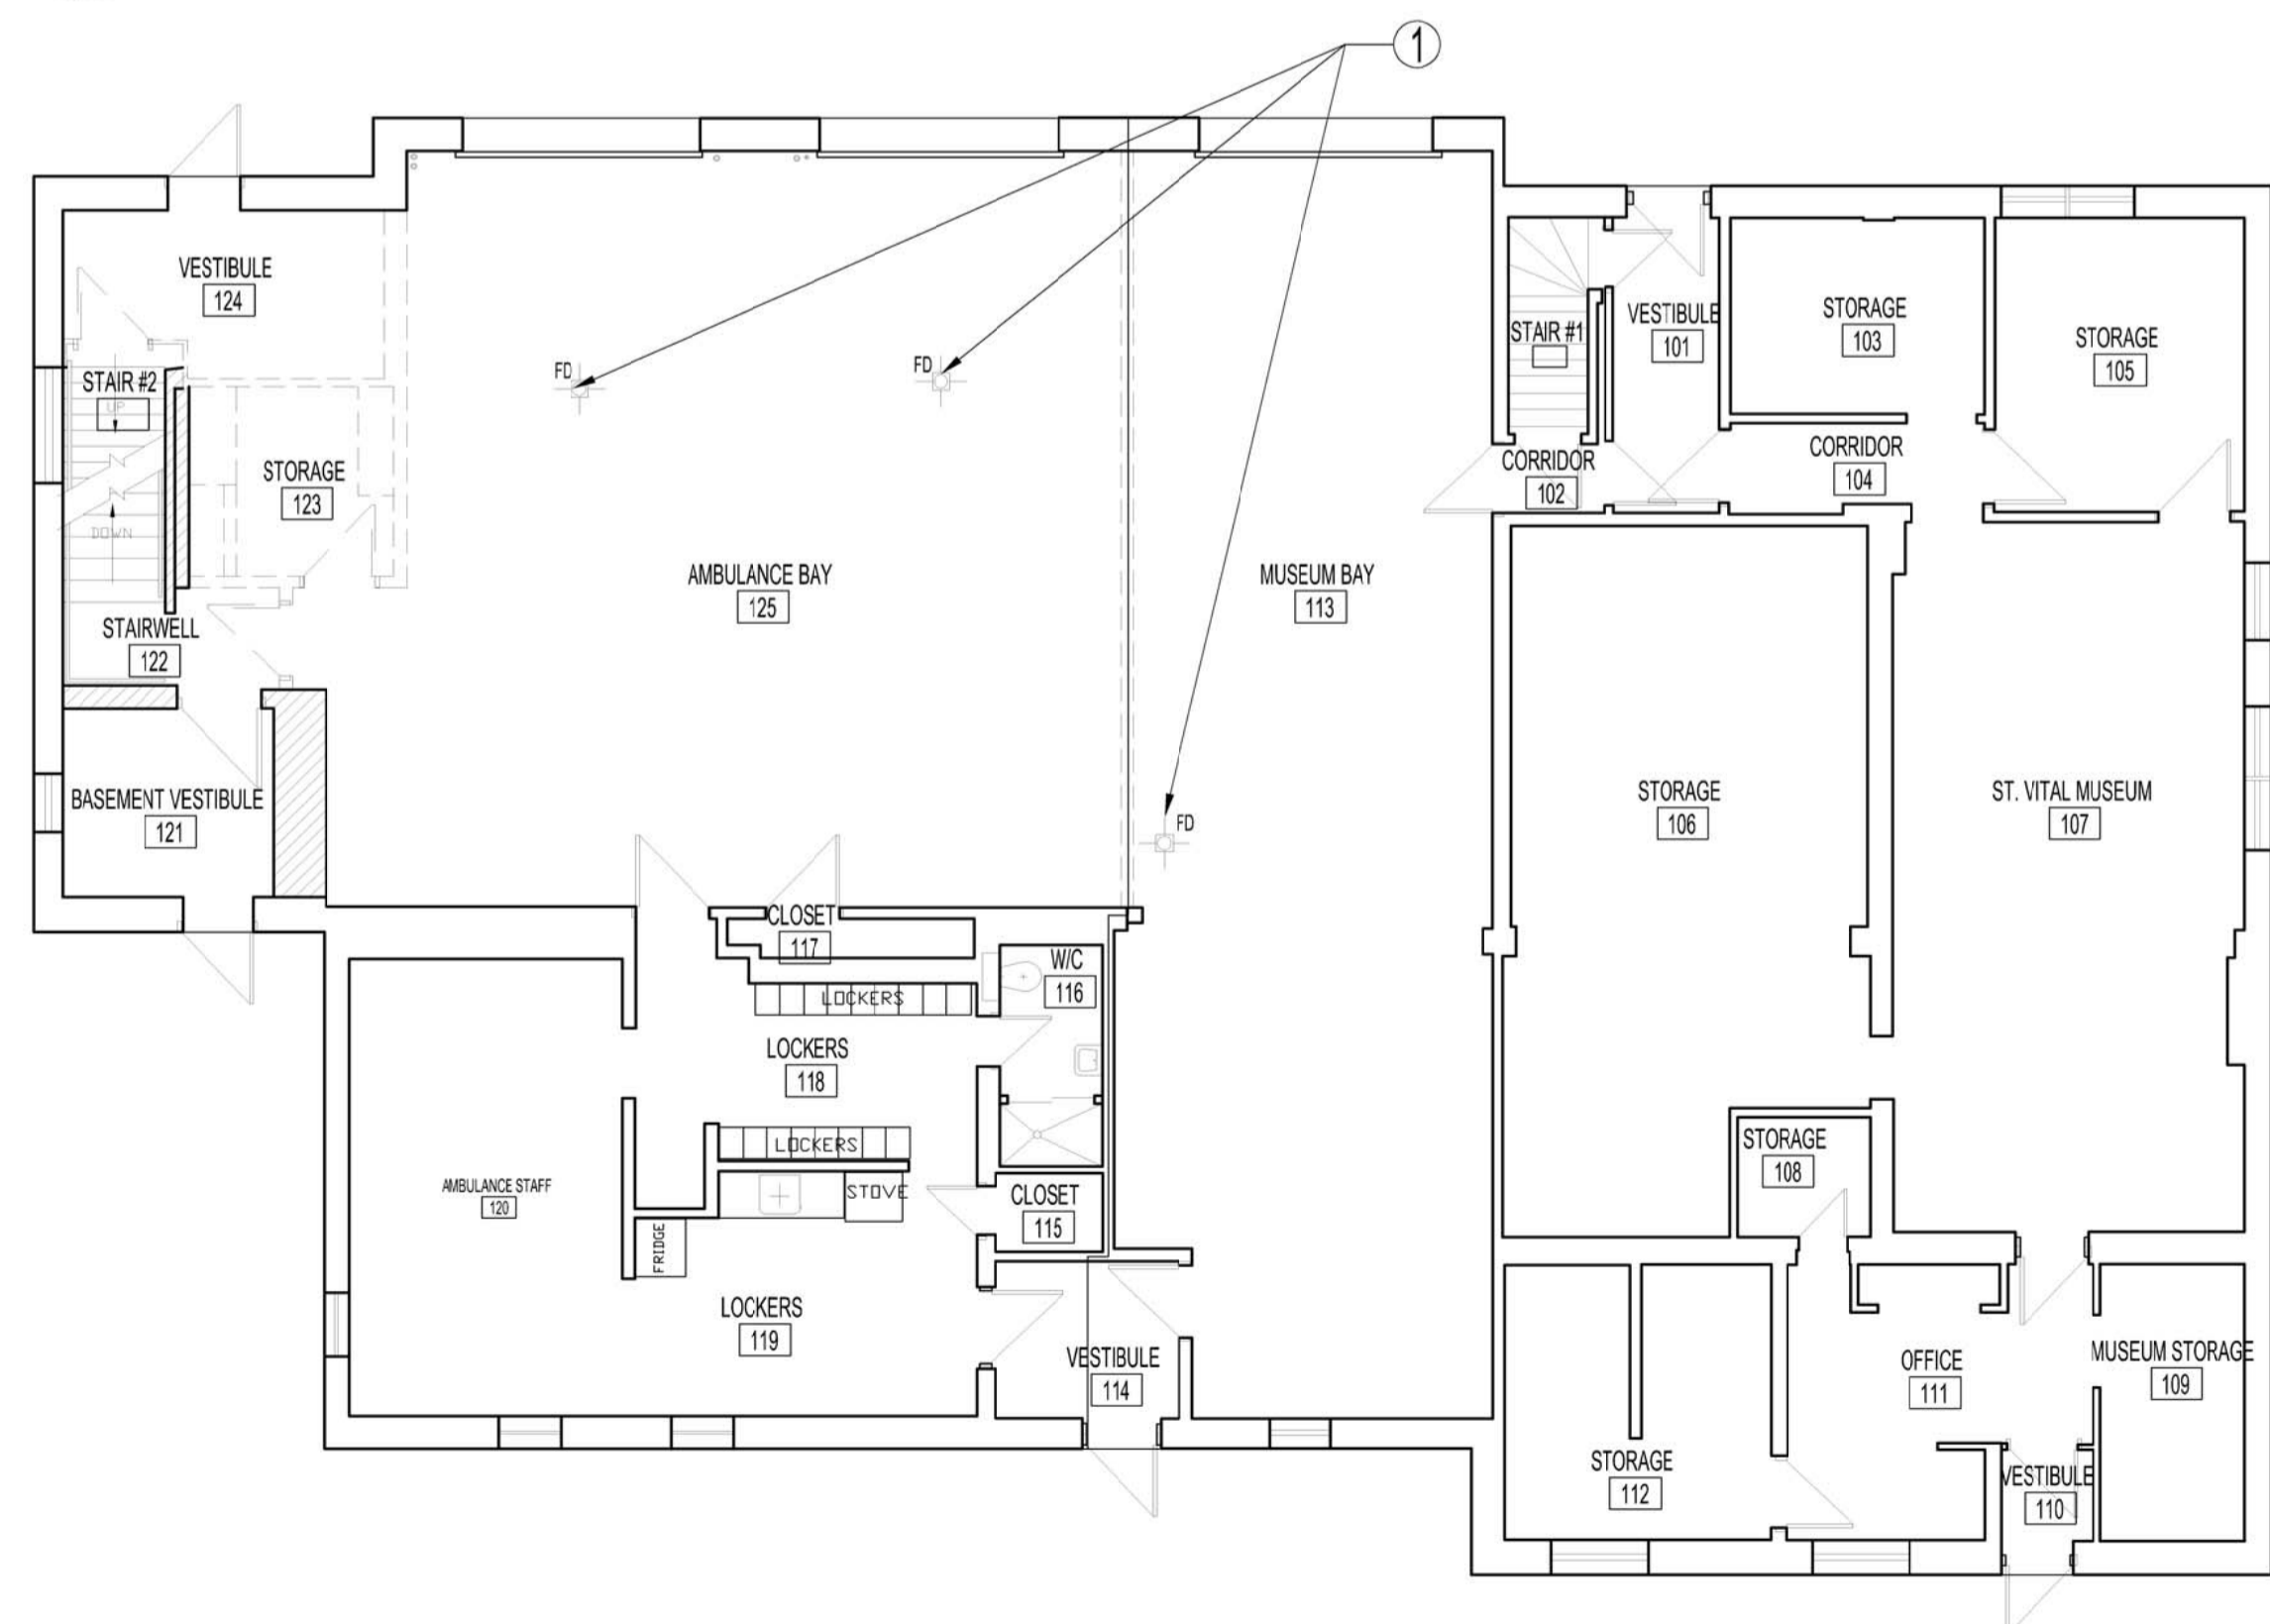 1
VESTIBULE
124
FD
FD
STAIR #1
VESTIBULE
101
STORAGE
103
STORAGE
105
STAIR #2
UP
STORAGE
123
CORRIDOR
102
CORRIDOR
104
DOWN
AMBULANCE BAY
125
MUSEUM BAY
113
STAIRWELL
122
BASEMENT VESTIBULE
121
STORAGE
106
ST. VITAL MUSEUM
107
FD
CLOSET
117
W/C
116
LOCKERS
LOCKERS
118
LOCKERS
STORAGE
108
AMBULANCE STAFF
120
STOVE
CLOSET
115
FRIDGE
LOCKERS
119
VESTIBULE
114
OFFICE
111
MUSEUM STORAGE
109
STORAGE
112
VESTIBULE
110